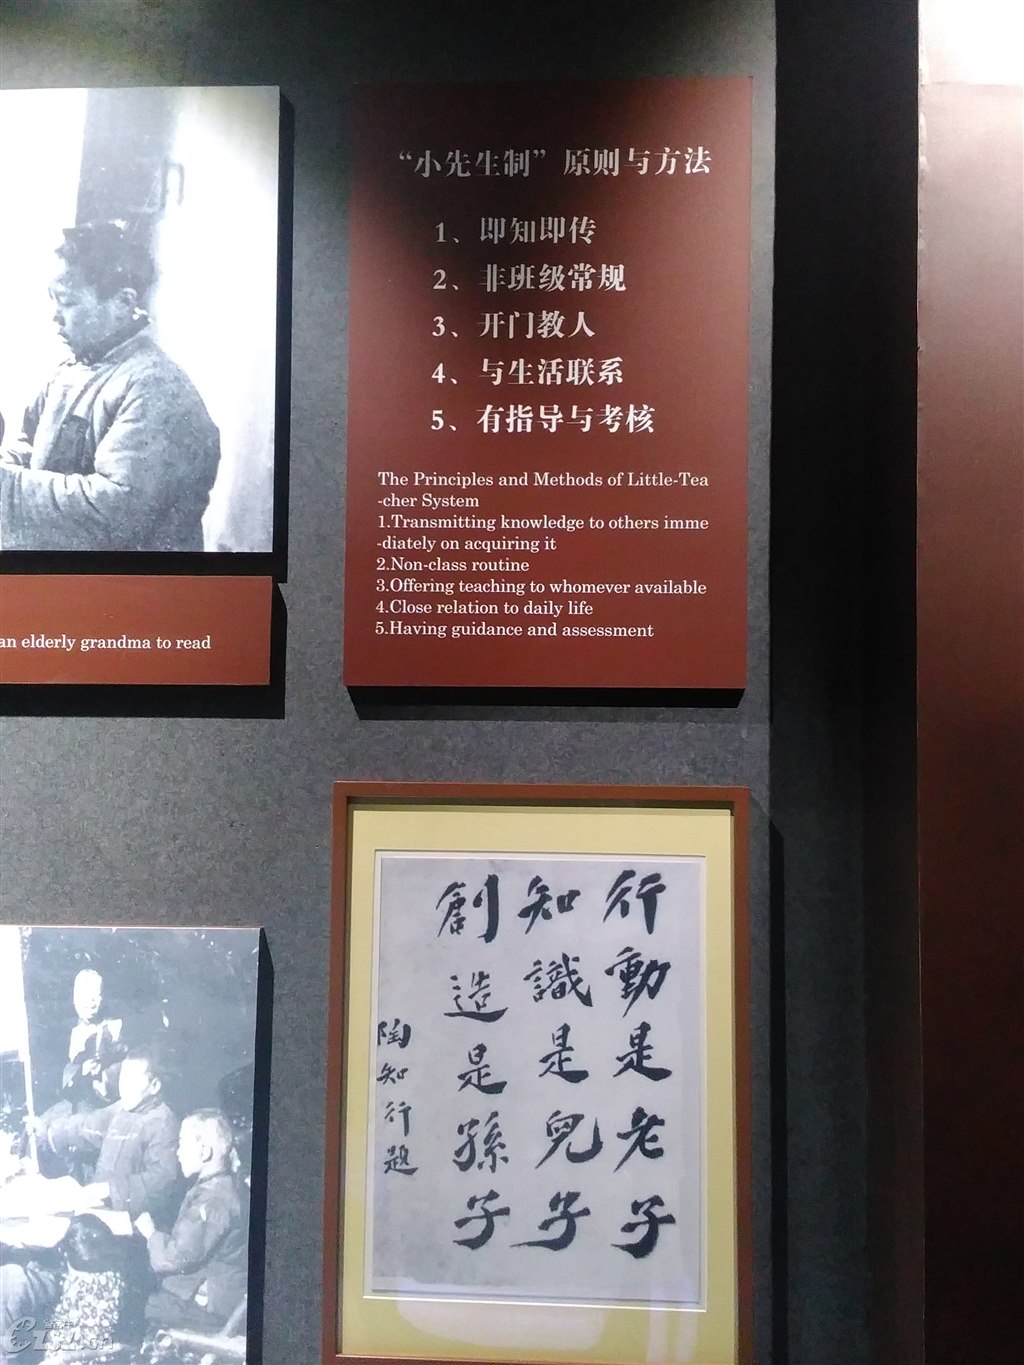 “小先生制”原则与方法
1、即知即传
2、非班级常规
3、开门教人
4、与生活联系
5、有指导与考核
The Principles and Methods of Little-Tea
-cher System
1.Transmitting knowledge to others imme
-diately on acquiring it
2.Non-class routine
3.Offering teaching to whomever available
4.Close relation to daily life
5.Having guidance and assessment
an elderly grandma to read
行動是老子
知識是兒子
創造是孫子
陶知行題